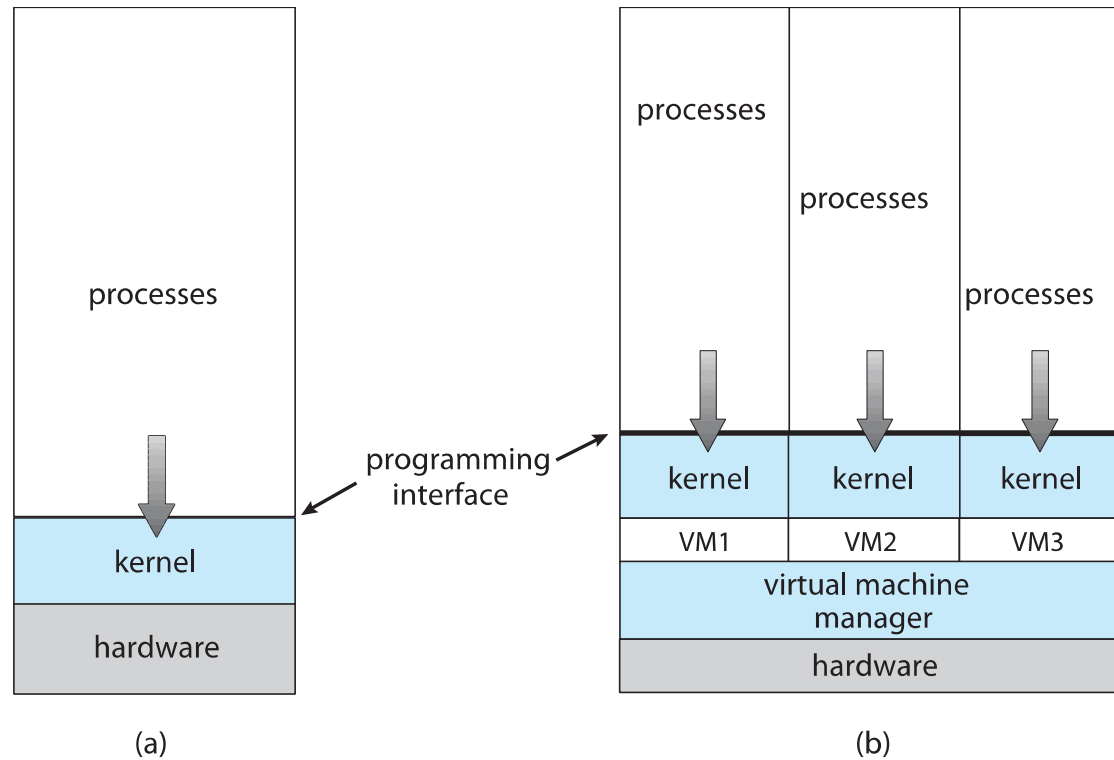 processes
kernel
hardware
(a)
programming
interface
processes
processes
processes
kernel
kernel
kernel
VM1
VM2
VM3
virtual machine
manager
hardware
(b)